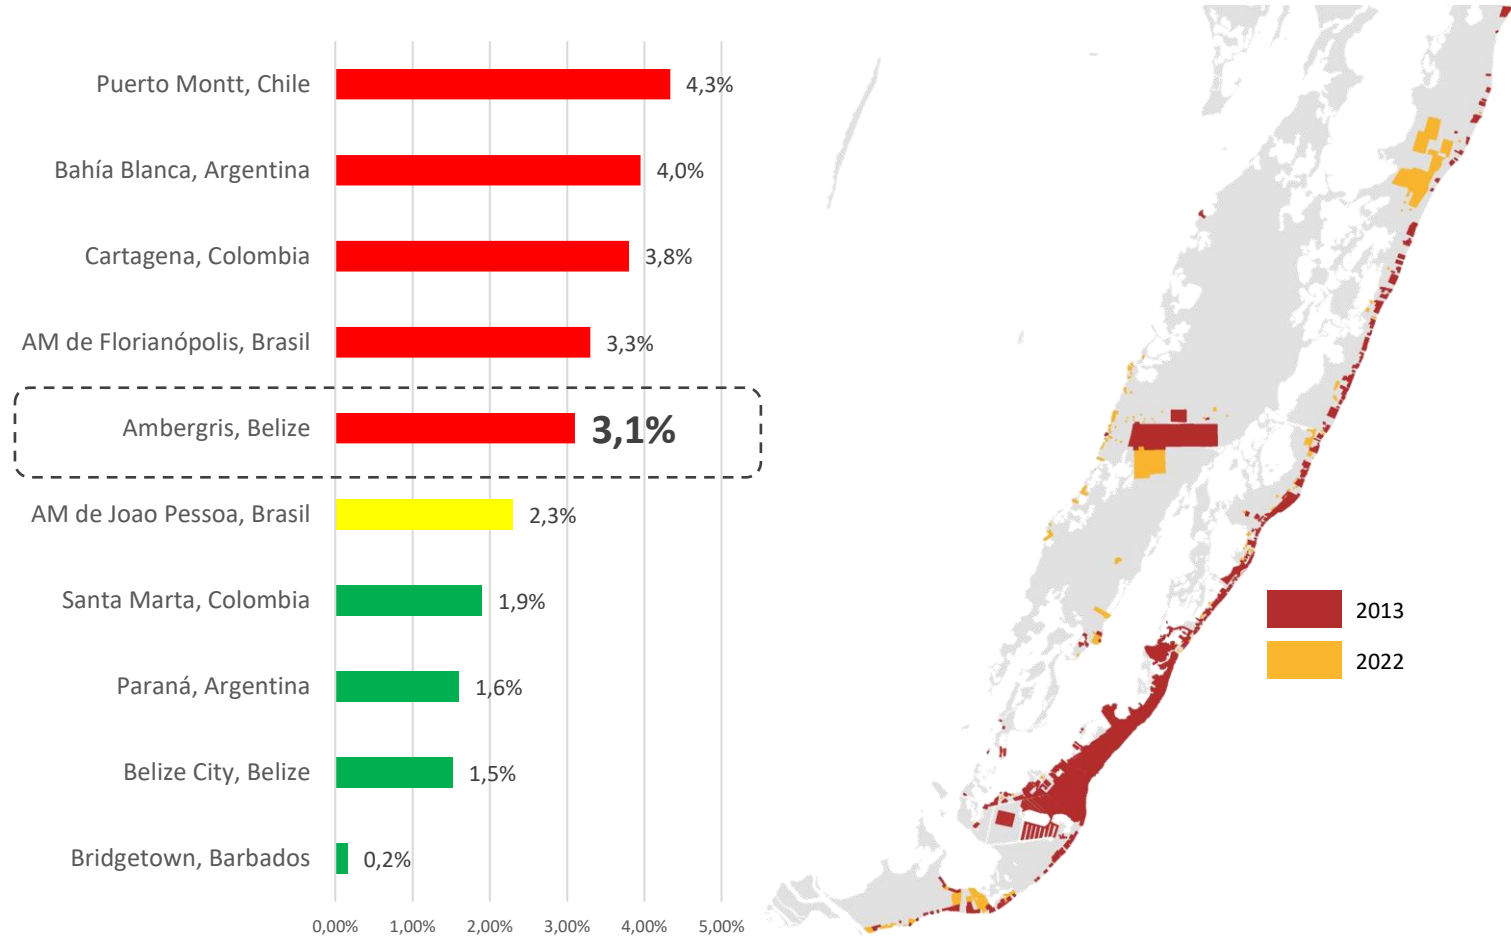 Puerto Montt, Chile 4,3%
Bahía Blanca, Argentina 4,0%
Cartagena, Colombia 3,8%
AM de Florianópolis, Brasil 3,3%
Ambergris, Belize 3,1%
AM de Joao Pessoa, Brasil 2,3%
Santa Marta, Colombia 1,9%
Paraná, Argentina 1,6%
Belize City, Belize 1,5%
Bridgetown, Barbados 0,2%
0,00% 1,00% 2,00% 3,00% 4,00% 5,00%
2013
2022